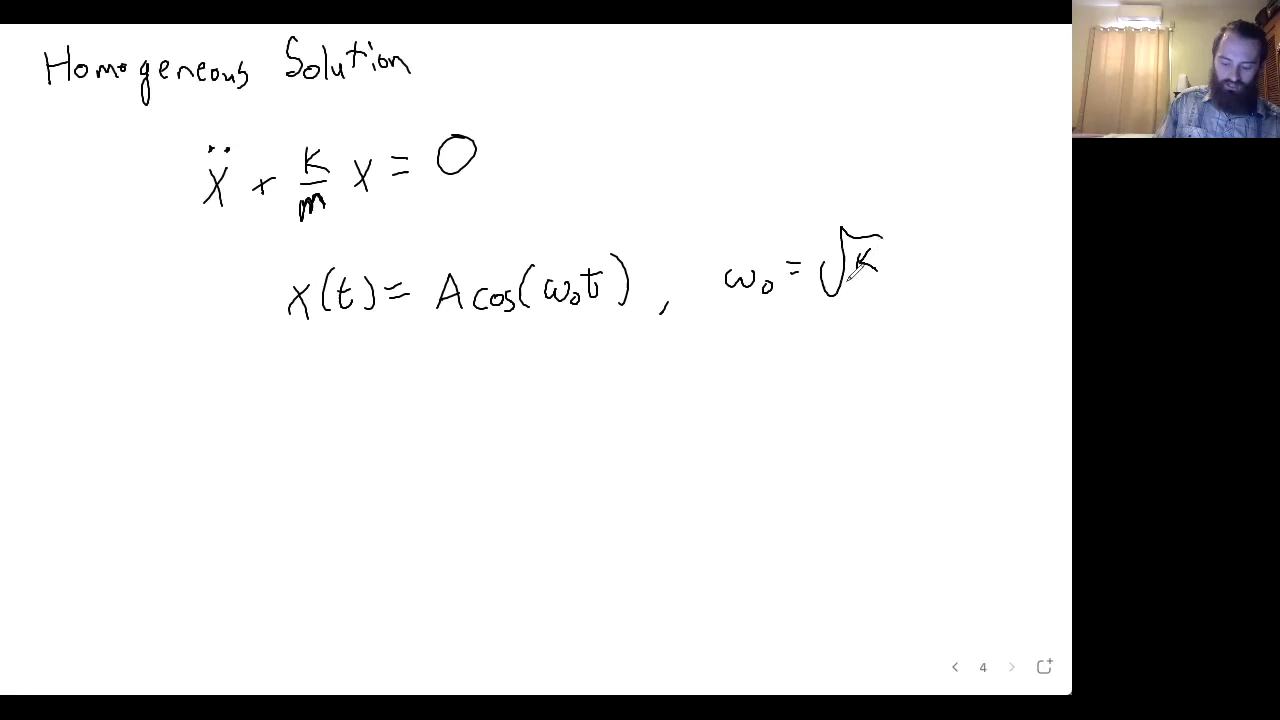 Homogeneous Solution
ẍ + k/m x = 0
x(t) = A cos(ω₀t), ω₀ = √k
4